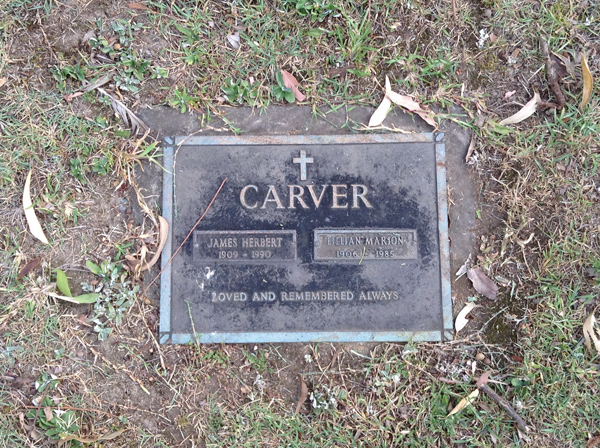 CARVER
JAMES HERBERT
1909 - 1990
LILLIAN MARION
1906 - 1985
LOVED AND REMEMBERED ALWAYS